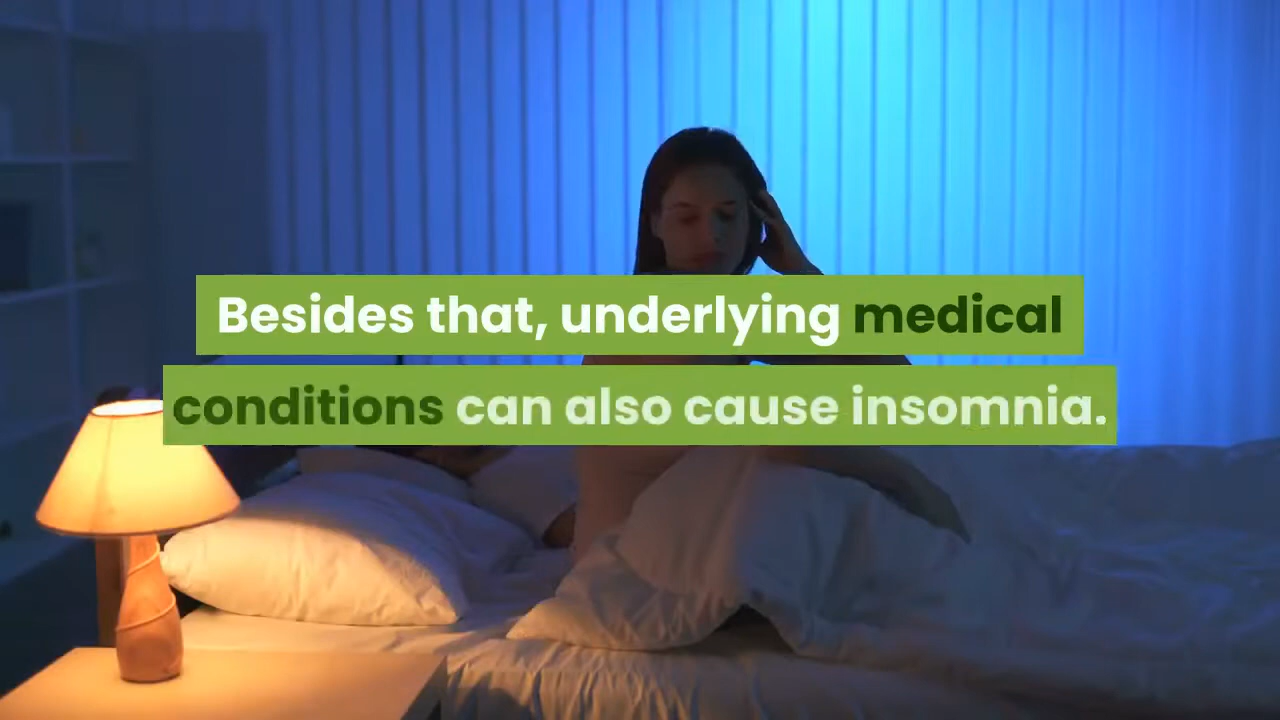 Besides that, underlying medical
conditions can also cause insomnia.